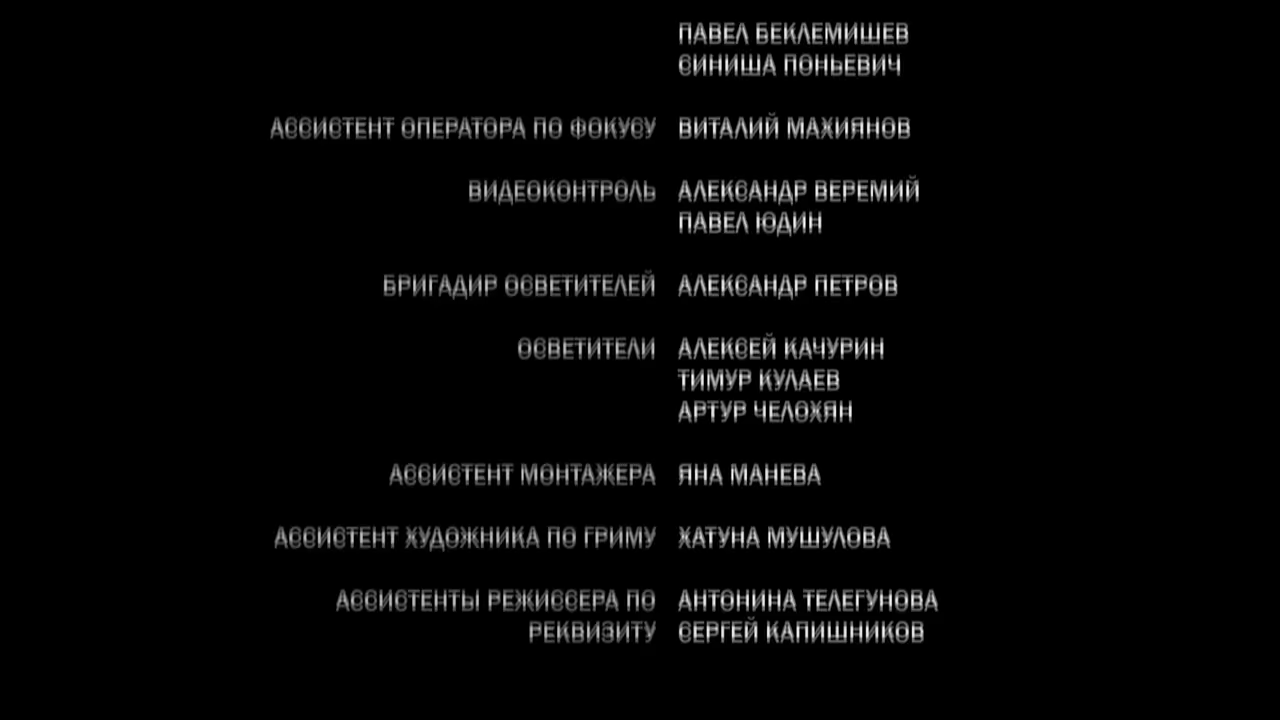 ПАВЕЛ БЕКЛЕМИШЕВ
СИНИША ПОНЬЕВИЧ
АССИСТЕНТ ОПЕРАТОРА ПО ФОКУСУ ВИТАЛИЙ МАХИЯНОВ
ВИДЕОКОНТРОЛЬ АЛЕКСАНДР ВЕРЕМИЙ
ПАВЕЛ ЮДИН
БРИГАДИР ОСВЕТИТЕЛЕЙ АЛЕКСАНДР ПЕТРОВ
ОСВЕТИТЕЛИ АЛЕКСЕЙ КАЧУРИН
ТИМУР КУЛАЕВ
АРТУР ЧЕЛОХЯН
АССИСТЕНТ МОНТАЖЕРА ЯНА МАНЕВА
АССИСТЕНТ ХУДОЖНИКА ПО ГРИМУ ХАТУНА МУШУЛОВА
АССИСТЕНТЫ РЕЖИССЕРА ПО АНТОНИНА ТЕЛЕГУНОВА
РЕКВИЗИТУ СЕРГЕЙ КАПИШНИКОВ